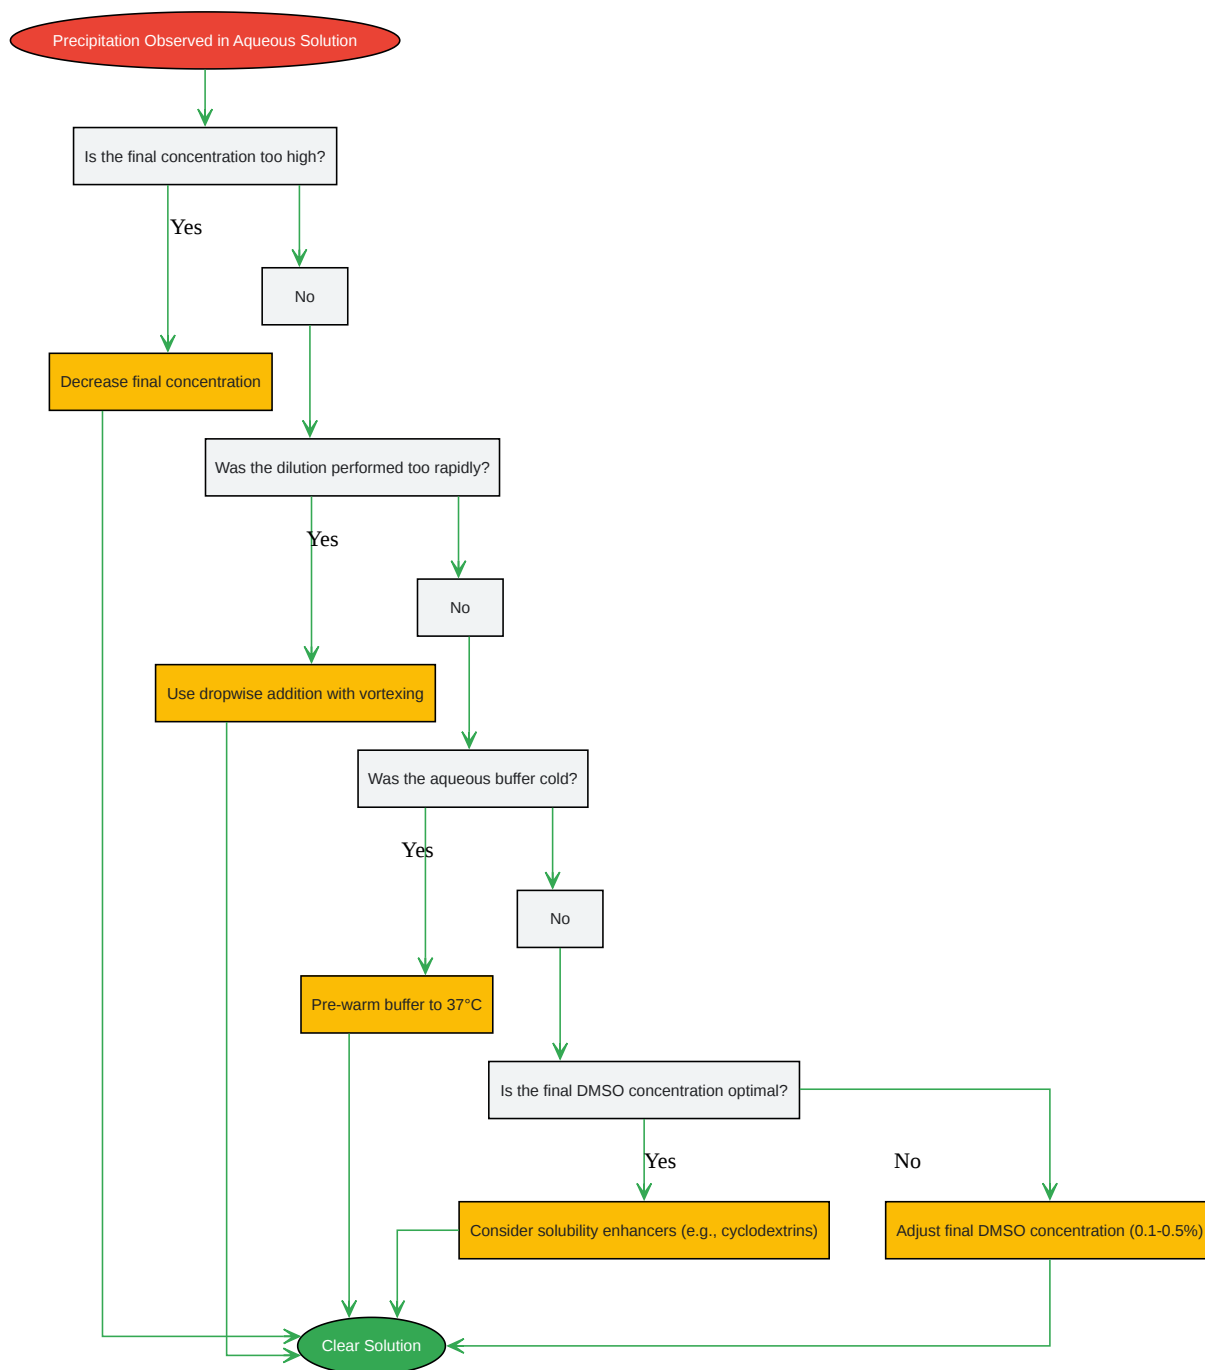 Precipitation Observed in Aqueous Solution
Is the final concentration too high?
Yes
No
Decrease final concentration
Was the dilution performed too rapidly?
Yes
No
Use dropwise addition with vortexing
Was the aqueous buffer cold?
Yes
No
Pre-warm buffer to 37°C
Is the final DMSO concentration optimal?
Yes
No
Consider solubility enhancers (e.g., cyclodextrins)
Adjust final DMSO concentration (0.1-0.5%)
Clear Solution